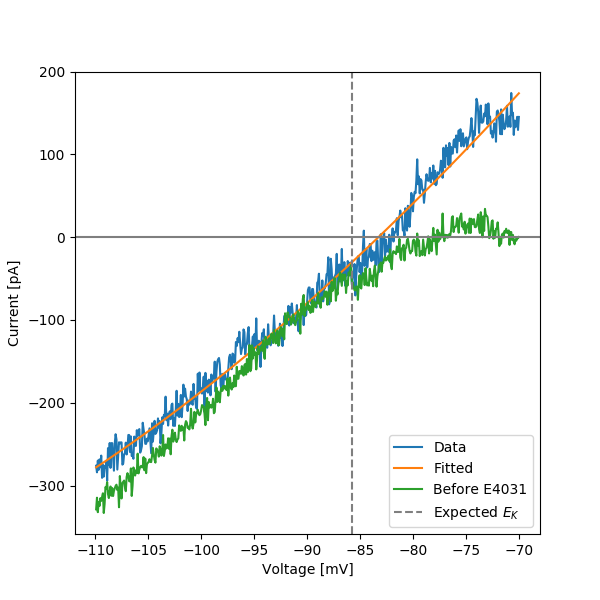 200
100
0
−100
−200
−300
Current [pA]
Data
Fitted
Before E4031
Expected $E_K$
−110 −105 −100 −95 −90 −85 −80 −75 −70
Voltage [mV]